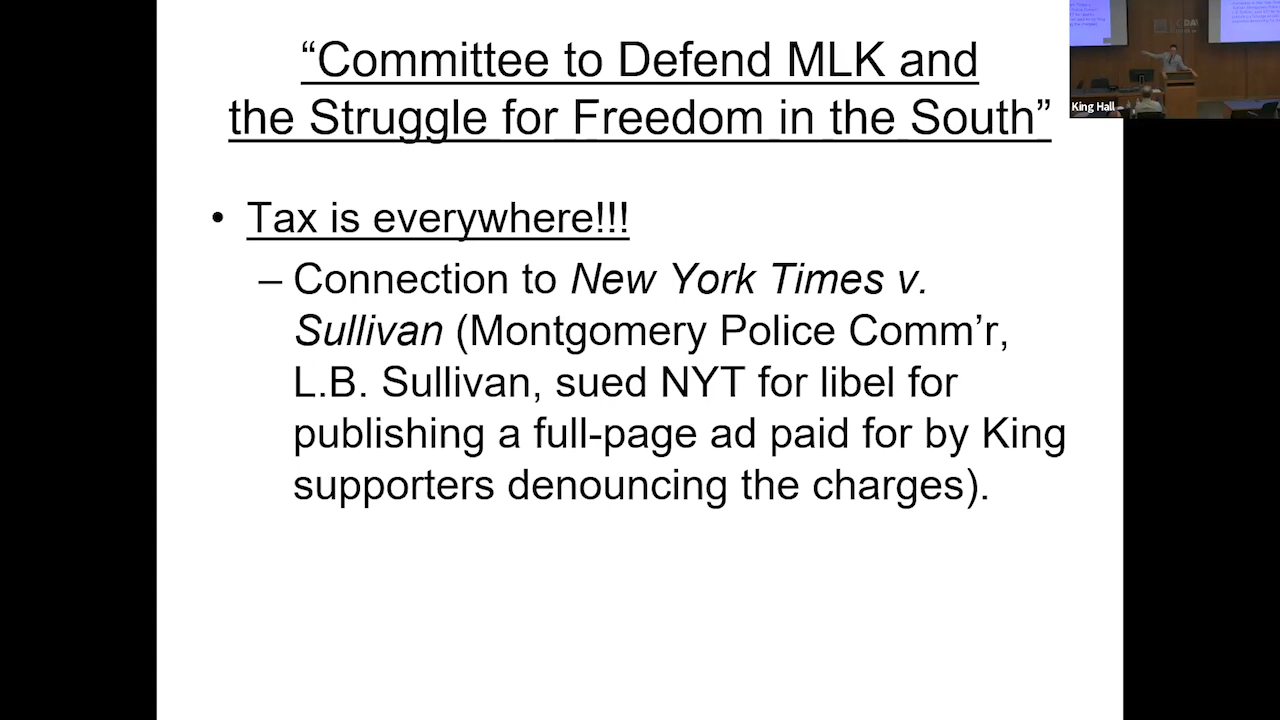 “Committee to Defend MLK and
the Struggle for Freedom in the South”
• Tax is everywhere!!!
– Connection to New York Times v.
Sullivan (Montgomery Police Comm’r,
L.B. Sullivan, sued NYT for libel for
publishing a full-page ad paid for by King
supporters denouncing the charges).
King Hall